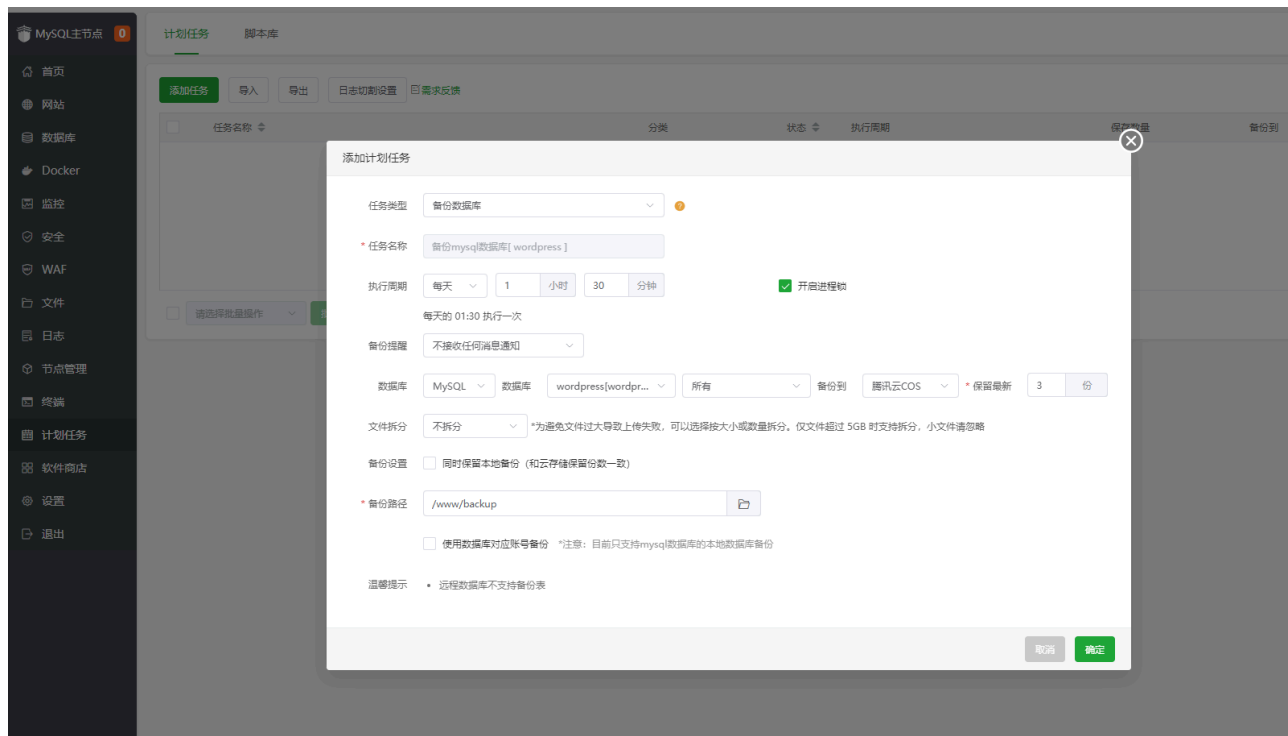 MySQL主节点 0
计划任务 脚本库
首页
网站
数据库
Docker
监控
安全
WAF
文件
日志
节点管理
终端
计划任务
软件商店
设置
退出
添加任务 导入 导出 日志切割设置 需求反馈
任务名称 分类 状态 执行周期 保存数量 备份到
请选择批量操作
添加计划任务
任务类型 备份数据库 ?
* 任务名称 备份mysql数据库[ wordpress ]
执行周期 每天 1 小时 30 分钟 开启进程锁
每天的 01:30 执行一次
备份提醒 不接收任何消息通知
数据库 MySQL 数据库 wordpress[wordpr... 所有 备份到 腾讯云COS * 保留最新 3 份
文件拆分 不拆分 *为避免文件过大导致上传失败，可以选择按大小或数量拆分。仅文件超过 5GB 时支持拆分，小文件请忽略
备份设置 同时保留本地备份（和云存储保留份数一致）
* 备份路径 /www/backup
使用数据库对应账号备份 *注意：目前只支持mysql数据库的本地数据库备份
温馨提示 • 远程数据库不支持备份表
取消 确定